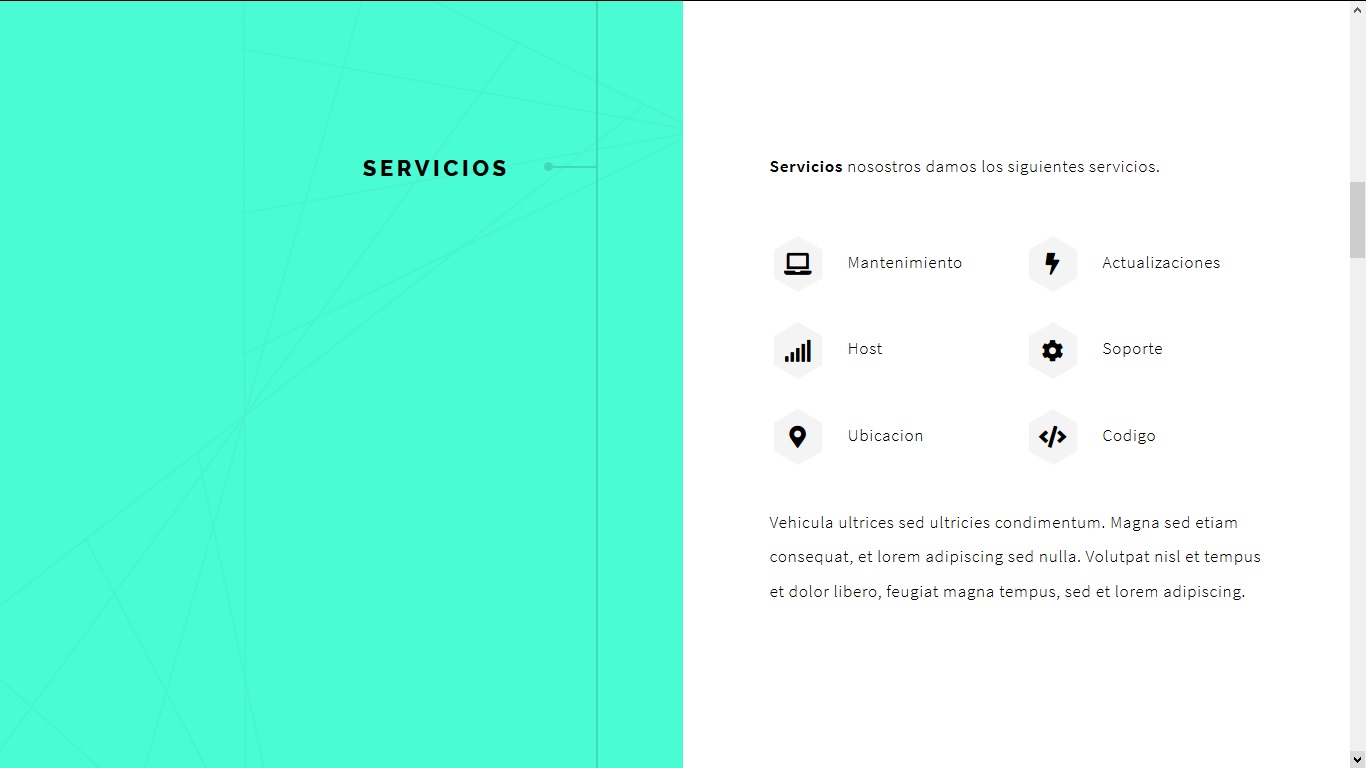 SERVICIOS
Servicios nosostros damos los siguientes servicios.
Mantenimiento
Actualizaciones
Host
Soporte
Ubicacion
Codigo
Vehicula ultrices sed ultricies condimentum. Magna sed etiam
consequat, et lorem adipiscing sed nulla. Volutpat nisl et tempus
et dolor libero, feugiat magna tempus, sed et lorem adipiscing.